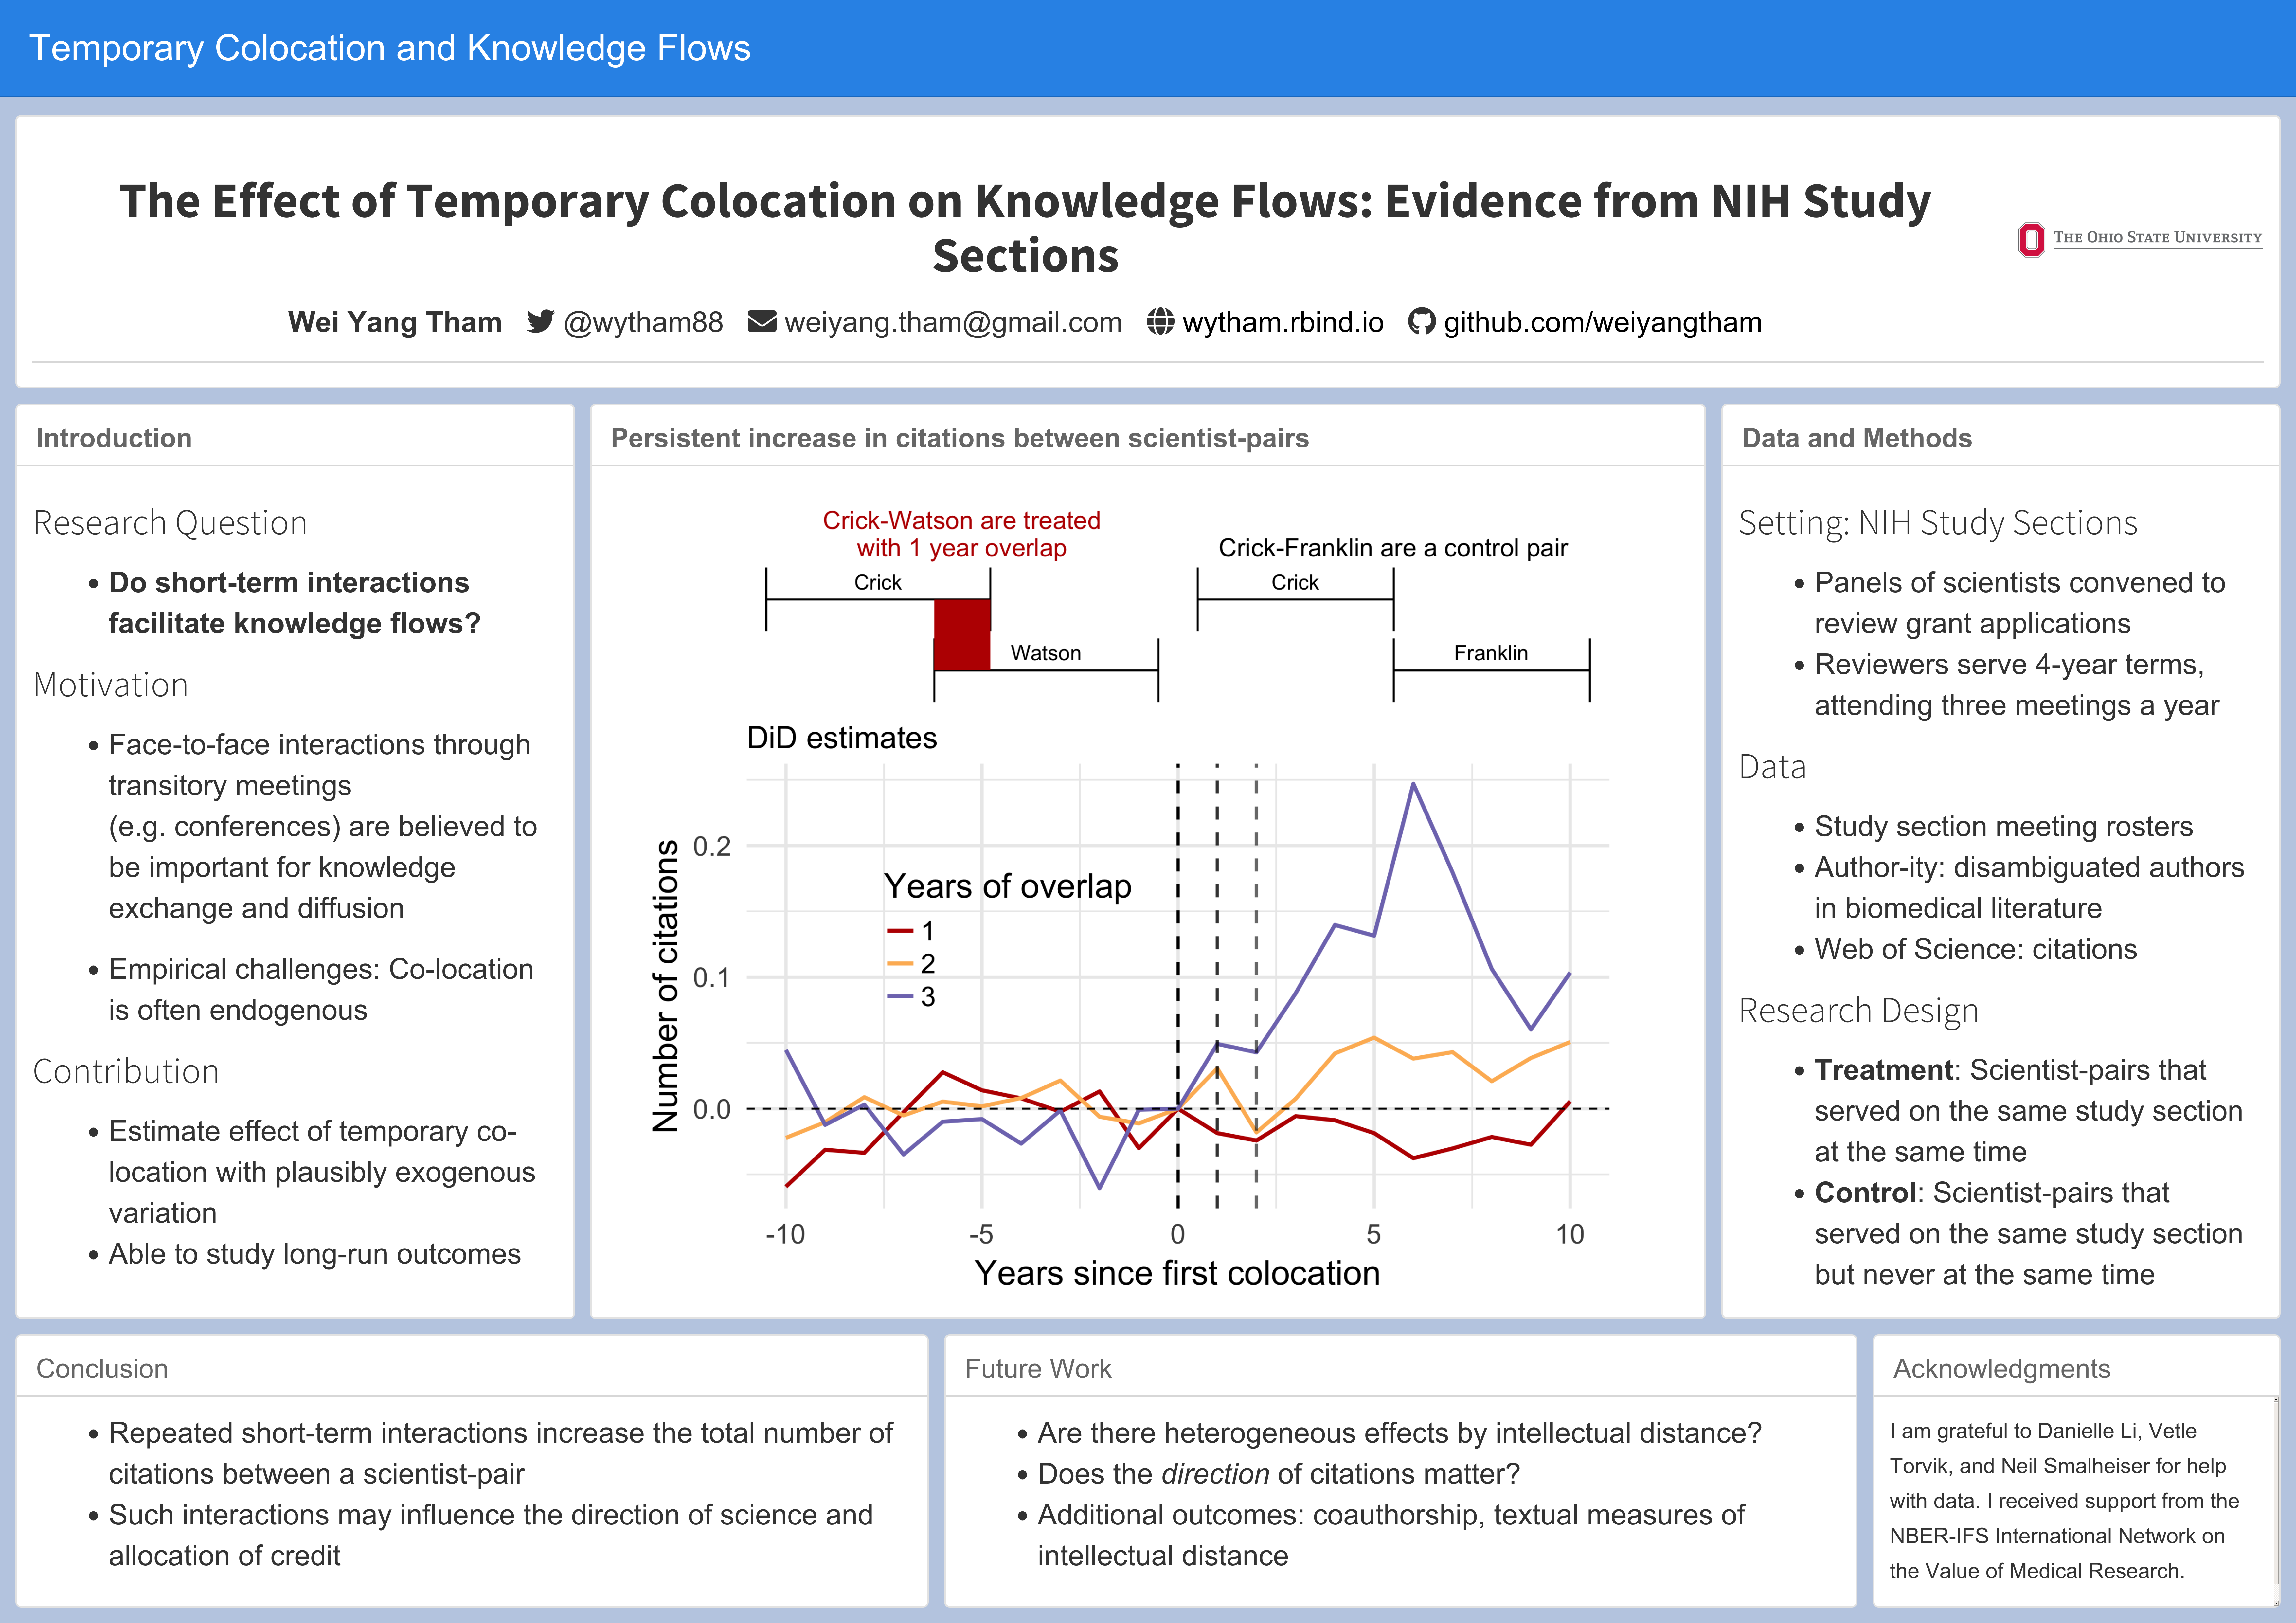 Temporary Colocation and Knowledge Flows
The Effect of Temporary Colocation on Knowledge Flows: Evidence from NIH Study
Sections
THE OHIO STATE UNIVERSITY
Wei Yang Tham @wytham88 weiyang.tham@gmail.com wytham.rbind.io github.com/weiyangtham
Introduction
Research Question
• Do short-term interactions
facilitate knowledge flows?
Motivation
• Face-to-face interactions through
transitory meetings
(e.g. conferences) are believed to
be important for knowledge
exchange and diffusion
• Empirical challenges: Co-location
is often endogenous
Contribution
• Estimate effect of temporary co-
location with plausibly exogenous
variation
• Able to study long-run outcomes
Persistent increase in citations between scientist-pairs
Crick-Watson are treated
with 1 year overlap
Crick-Franklin are a control pair
Crick
Crick
Watson
Franklin
DiD estimates
Number of citations
0.2
0.1
0.0
Years of overlap
1
2
3
-10 -5 0 5 10
Years since first colocation
Data and Methods
Setting: NIH Study Sections
• Panels of scientists convened to
review grant applications
• Reviewers serve 4-year terms,
attending three meetings a year
Data
• Study section meeting rosters
• Author-ity: disambiguated authors
in biomedical literature
• Web of Science: citations
Research Design
• Treatment: Scientist-pairs that
served on the same study section
at the same time
• Control: Scientist-pairs that
served on the same study section
but never at the same time
Conclusion
• Repeated short-term interactions increase the total number of
citations between a scientist-pair
• Such interactions may influence the direction of science and
allocation of credit
Future Work
• Are there heterogeneous effects by intellectual distance?
• Does the direction of citations matter?
• Additional outcomes: coauthorship, textual measures of
intellectual distance
Acknowledgments
I am grateful to Danielle Li, Vetle
Torvik, and Neil Smalheiser for help
with data. I received support from the
NBER-IFS International Network on
the Value of Medical Research.